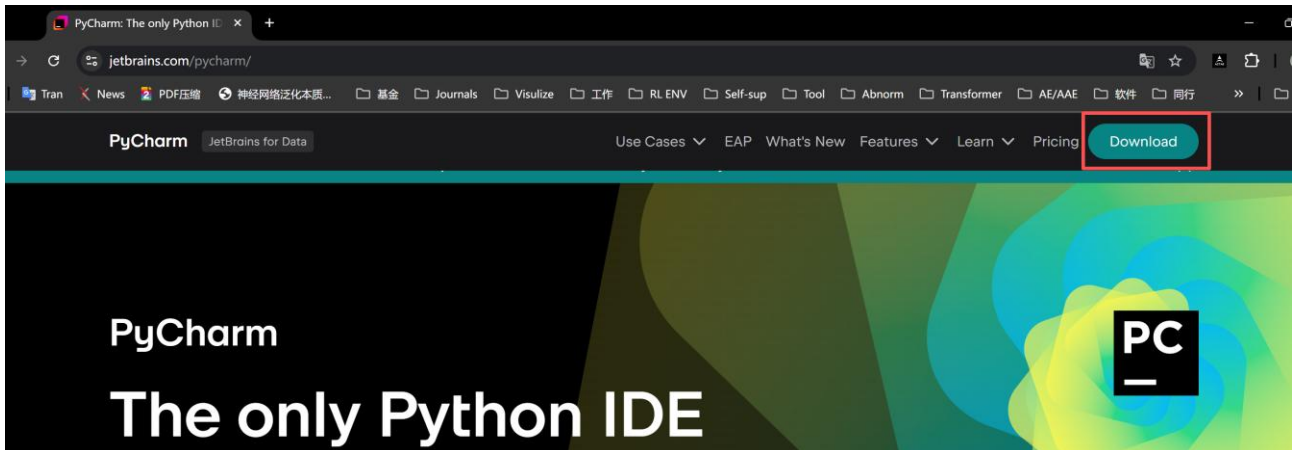 PyCharm: The only Python ID
jetbrains.com/pycharm/
Tran News PDF压缩 神经网络泛化本质... 基金 Journals Visulize 工作 RL ENV Self-sup Tool Abnorm Transformer AE/AAE 软件 同行 »
PyCharm JetBrains for Data Use Cases EAP What's New Features Learn Pricing Download
PyCharm
PC
The only Python IDE